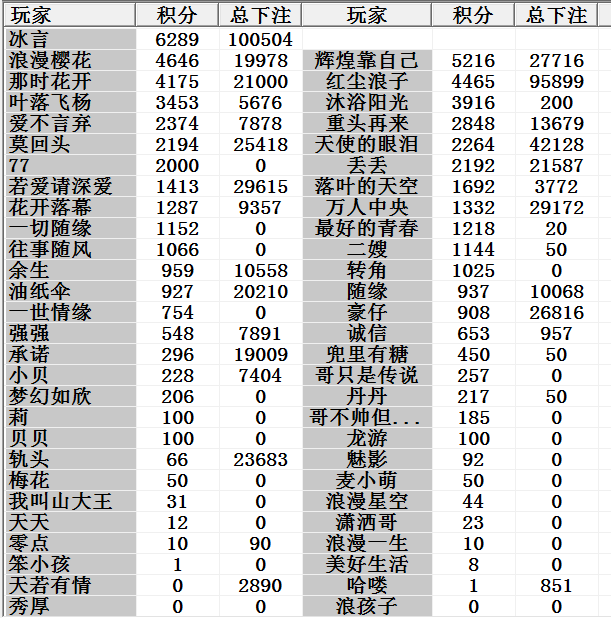 玩家 积分 总下注 玩家 积分 总下注
冰言 6289 100504
浪漫樱花 4646 19978 辉煌靠自己 5216 27716
那时花开 4175 21000 红尘浪子 4465 95899
叶落飞杨 3453 5676 沐浴阳光 3916 200
爱不言弃 2374 7878 重头再来 2848 13679
莫回头 2194 25418 天使的眼泪 2264 42128
77 2000 0 丢丢 2192 21587
若爱请深爱 1413 29615 落叶的天空 1692 3772
花开落幕 1287 9357 万人中央 1332 29172
一切随缘 1152 0 最好的青春 1218 20
往事随风 1066 0 二嫂 1144 50
余生 959 10558 转角 1025 0
油纸伞 927 20210 随缘 937 10068
一世情缘 754 0 豪仔 908 26816
强强 548 7891 诚信 653 957
承诺 296 19009 兜里有糖 450 50
小贝 228 7404 哥只是传说 257 0
梦幻如欣 206 0 丹丹 217 50
莉 100 0 哥不帅但... 185 0
贝贝 100 0 龙游 100 0
轨头 66 23683 魅影 92 0
梅花 50 0 麦小萌 50 0
我叫山大王 31 0 浪漫星空 44 0
天天 12 0 潇洒哥 23 0
零点 10 90 浪漫一生 10 0
笨小孩 1 0 美好生活 8 0
天若有情 0 2890 哈喽 1 851
秀厚 0 0 浪孩子 0 0